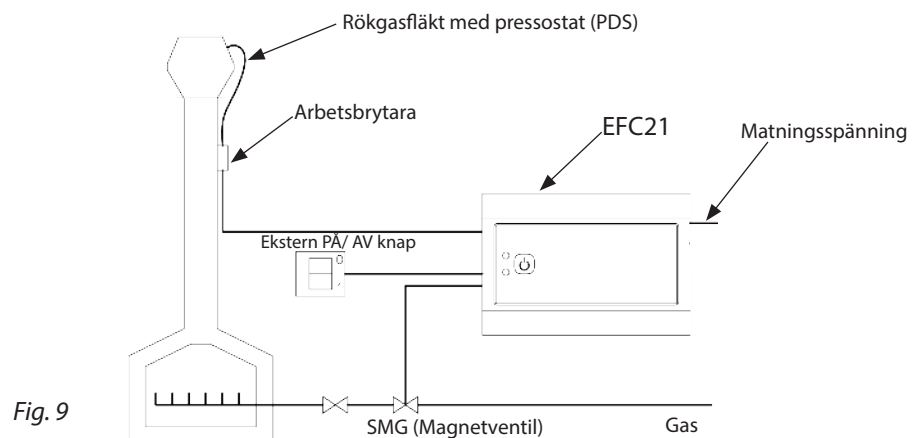 Rökgasfläkt med pressostat (PDS)
Arbetsbrytara
EFC21
Matningsspänning
Ekstern PÅ/ AV knap
SMG (Magnetventil)
Gas
Fig. 9